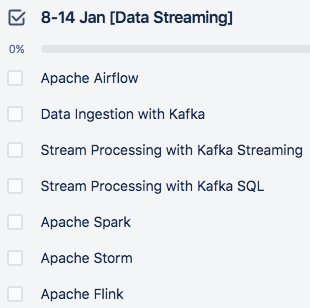 8-14 Jan [Data Streaming]
0%
Apache Airflow
Data Ingestion with Kafka
Stream Processing with Kafka Streaming
Stream Processing with Kafka SQL
Apache Spark
Apache Storm
Apache Flink